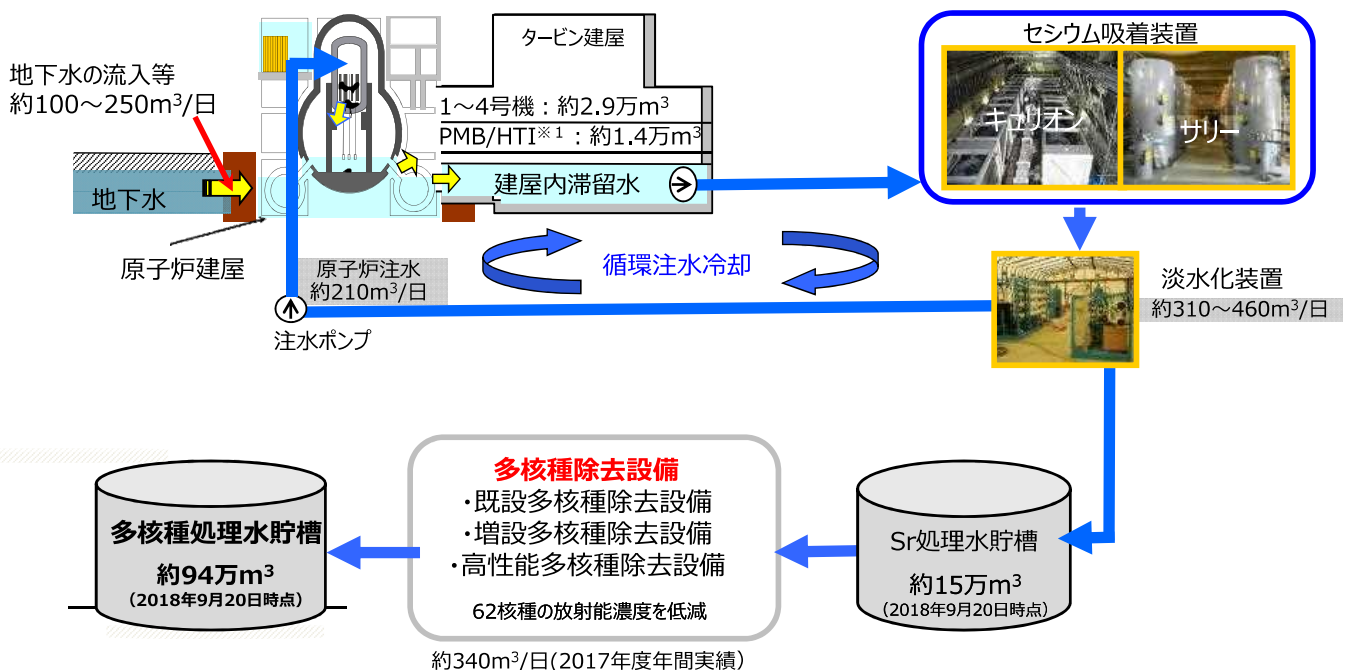 タービン建屋
セシウム吸着装置
地下水の流入等
約100～250m³/日
1～4号機：約2.9万m³
PMB/HTI※1：約1.4万m³
キュリオン
サリー
地下水
建屋内滞留水
原子炉建屋
原子炉注水
約210m³/日
循環注水冷却
淡水化装置
約310～460m³/日
注水ポンプ
多核種除去設備
・既設多核種除去設備
・増設多核種除去設備
・高性能多核種除去設備
62核種の放射能濃度を低減
多核種処理水貯槽
約94万m³
（2018年9月20日時点）
Sr処理水貯槽
約15万m³
（2018年9月20日時点）
約340m³/日(2017年度年間実績)